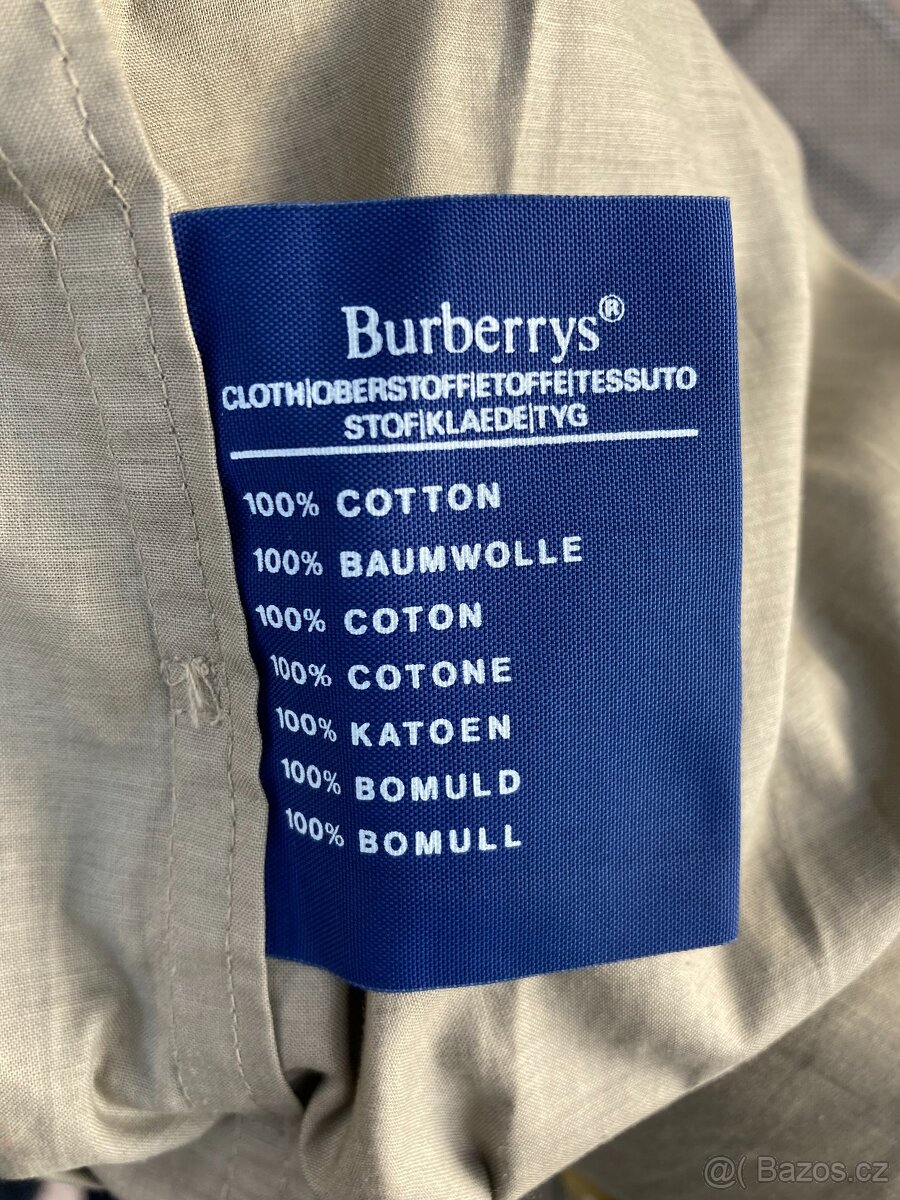 Burberrys®
CLOTH|OBERSTOFF|ETOFFE|TESSUTO
STOF|KLAEDE|TYG
100% COTTON
100% BAUMWOLLE
100% COTON
100% COTONE
100% KATOEN
100% BOMULD
100% BOMULL
@( Bazos.cz